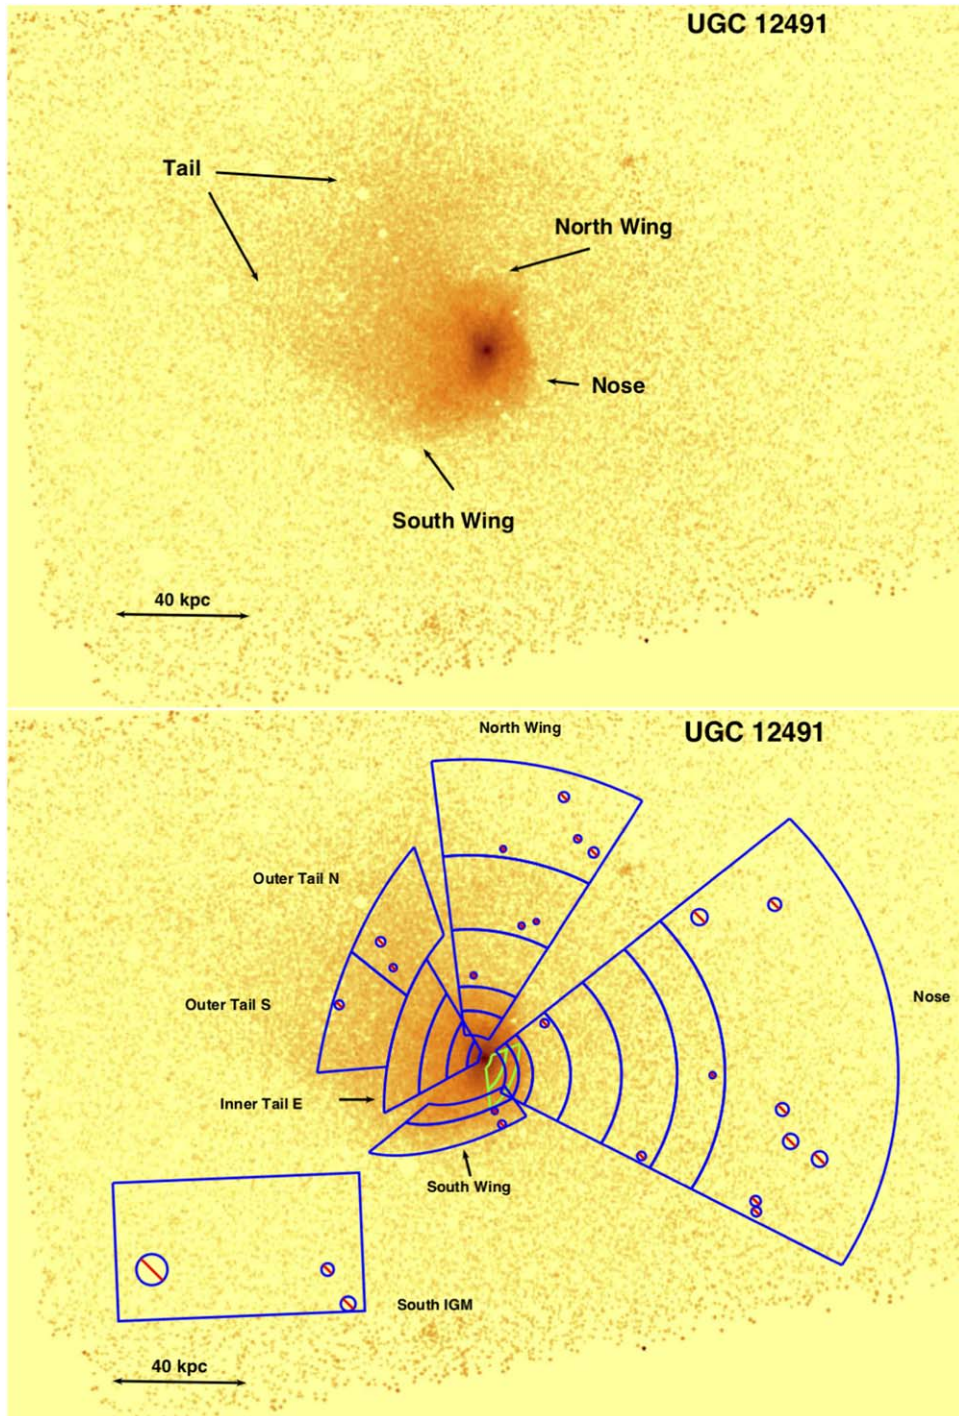 UGC 12491
Tail
North Wing
Nose
South Wing
40 kpc
North Wing
UGC 12491
Outer Tail N
Outer Tail S
Nose
Inner Tail E
South Wing
South IGM
40 kpc